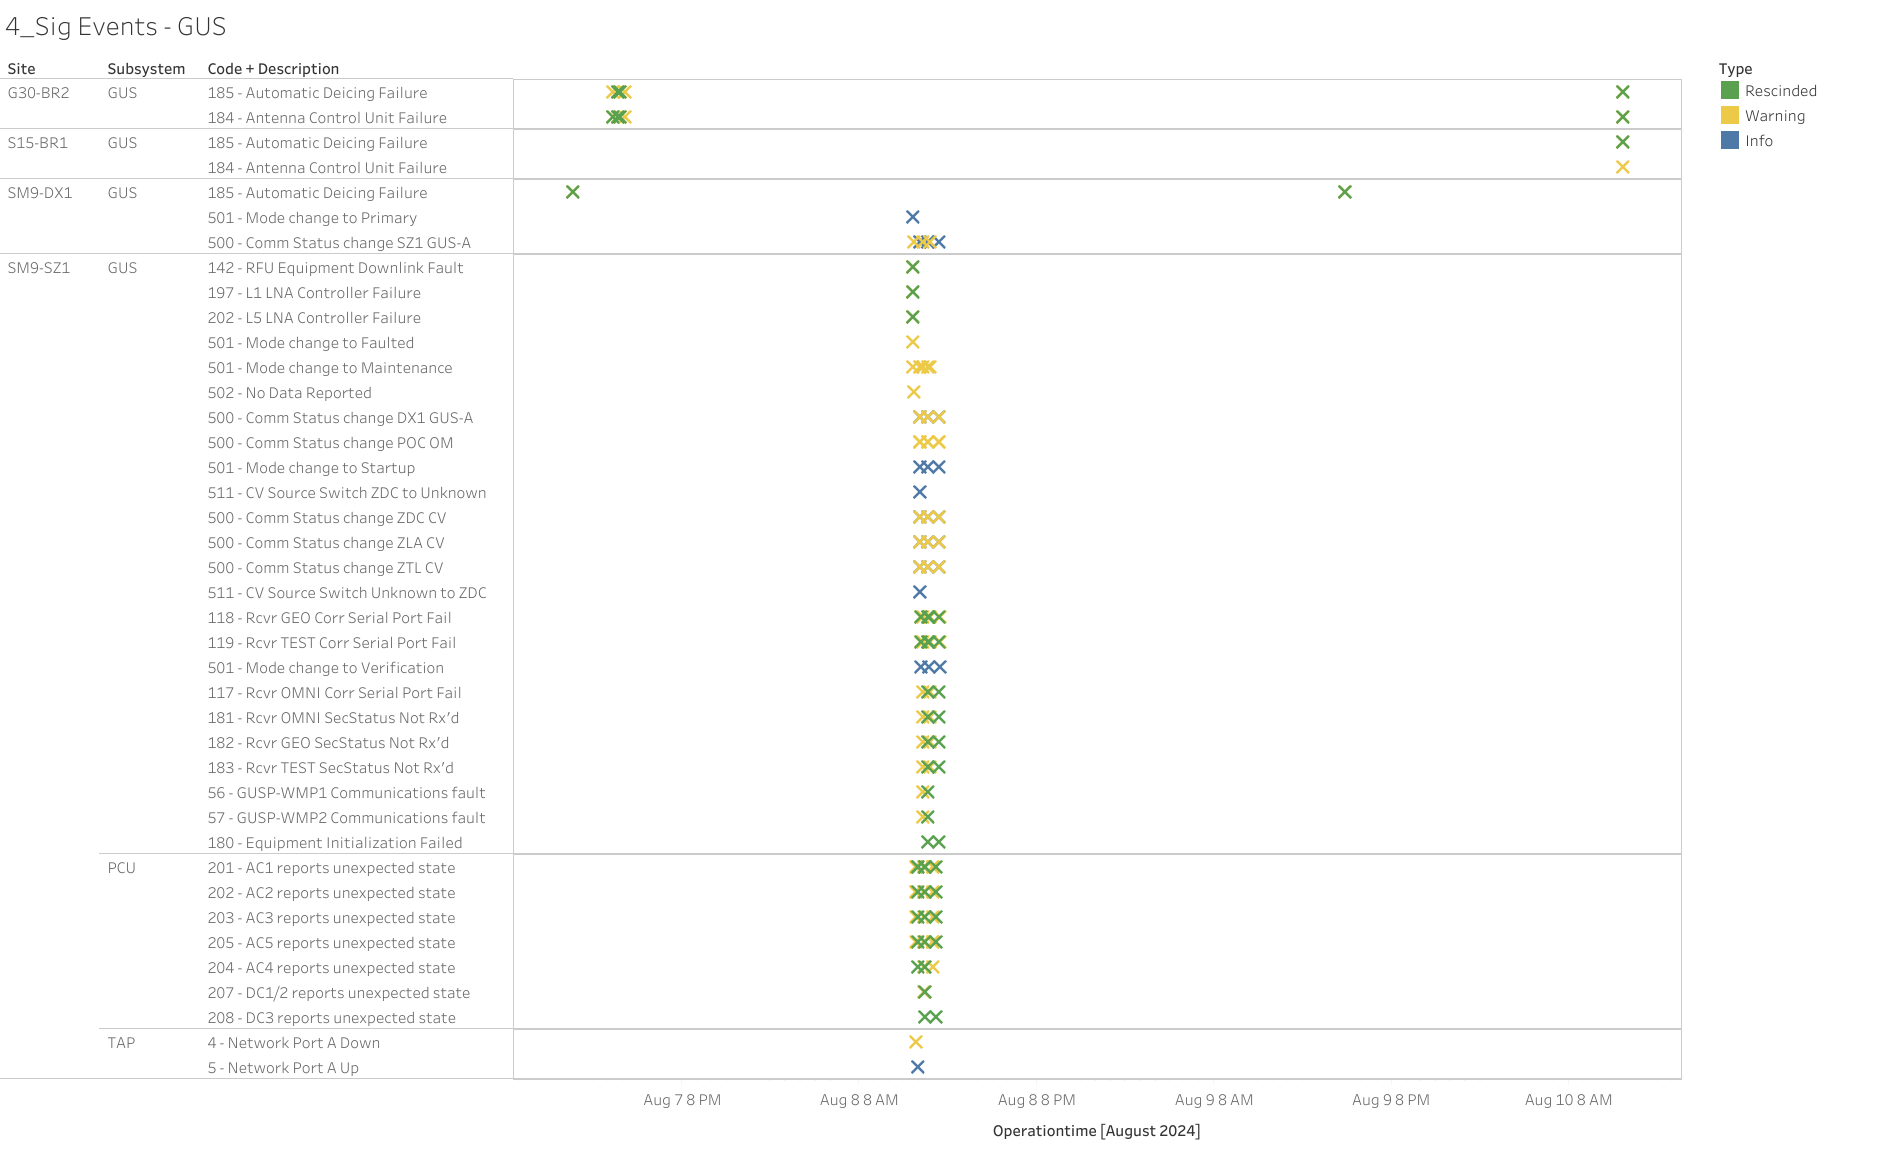 4_Sig Events - GUS
Site Subsystem Code + Description
Type
G30-BR2 GUS 185 - Automatic Deicing Failure
Rescinded
184 - Antenna Control Unit Failure
Warning
S15-BR1 GUS 185 - Automatic Deicing Failure
Info
184 - Antenna Control Unit Failure
SM9-DX1 GUS 185 - Automatic Deicing Failure
501 - Mode change to Primary
500 - Comm Status change SZ1 GUS-A
SM9-SZ1 GUS 142 - RFU Equipment Downlink Fault
197 - L1 LNA Controller Failure
202 - L5 LNA Controller Failure
501 - Mode change to Faulted
501 - Mode change to Maintenance
502 - No Data Reported
500 - Comm Status change DX1 GUS-A
500 - Comm Status change POC OM
501 - Mode change to Startup
511 - CV Source Switch ZDC to Unknown
500 - Comm Status change ZDC CV
500 - Comm Status change ZLA CV
500 - Comm Status change ZTL CV
511 - CV Source Switch Unknown to ZDC
118 - Rcvr GEO Corr Serial Port Fail
119 - Rcvr TEST Corr Serial Port Fail
501 - Mode change to Verification
117 - Rcvr OMNI Corr Serial Port Fail
181 - Rcvr OMNI SecStatus Not Rx'd
182 - Rcvr GEO SecStatus Not Rx'd
183 - Rcvr TEST SecStatus Not Rx'd
56 - GUSP-WMP1 Communications fault
57 - GUSP-WMP2 Communications fault
180 - Equipment Initialization Failed
PCU 201 - AC1 reports unexpected state
202 - AC2 reports unexpected state
203 - AC3 reports unexpected state
205 - AC5 reports unexpected state
204 - AC4 reports unexpected state
207 - DC1/2 reports unexpected state
208 - DC3 reports unexpected state
TAP 4 - Network Port A Down
5 - Network Port A Up
Aug 7 8 PM Aug 8 8 AM Aug 8 8 PM Aug 9 8 AM Aug 9 8 PM Aug 10 8 AM
Operationtime [August 2024]